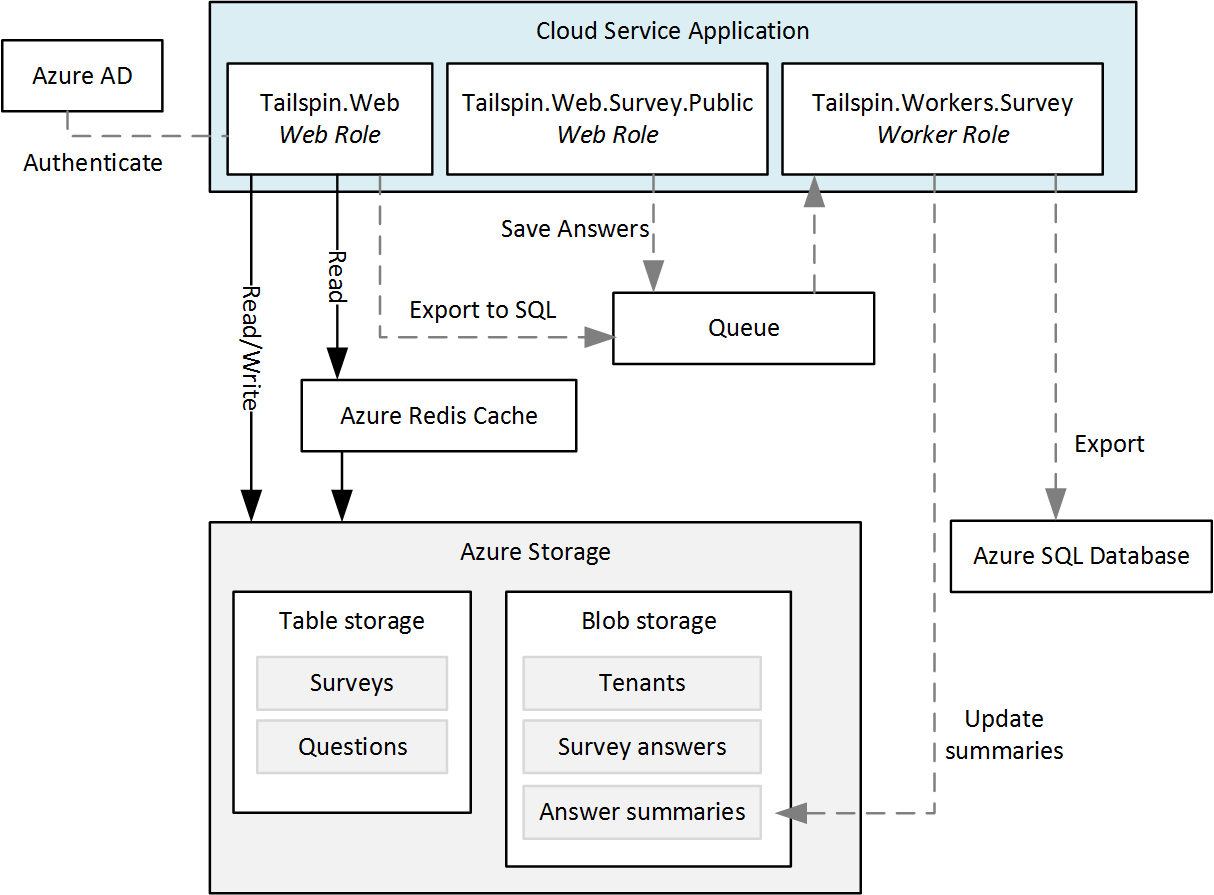 Cloud Service Application
Azure AD
Tailspin.Web
Web Role
Tailspin.Web.Survey.Public
Web Role
Tailspin.Workers.Survey
Worker Role
Authenticate
Save Answers
Read
Read/Write
Export to SQL
Queue
Azure Redis Cache
Export
Azure Storage
Azure SQL Database
Table storage
Surveys
Questions
Blob storage
Tenants
Survey answers
Answer summaries
Update
summaries